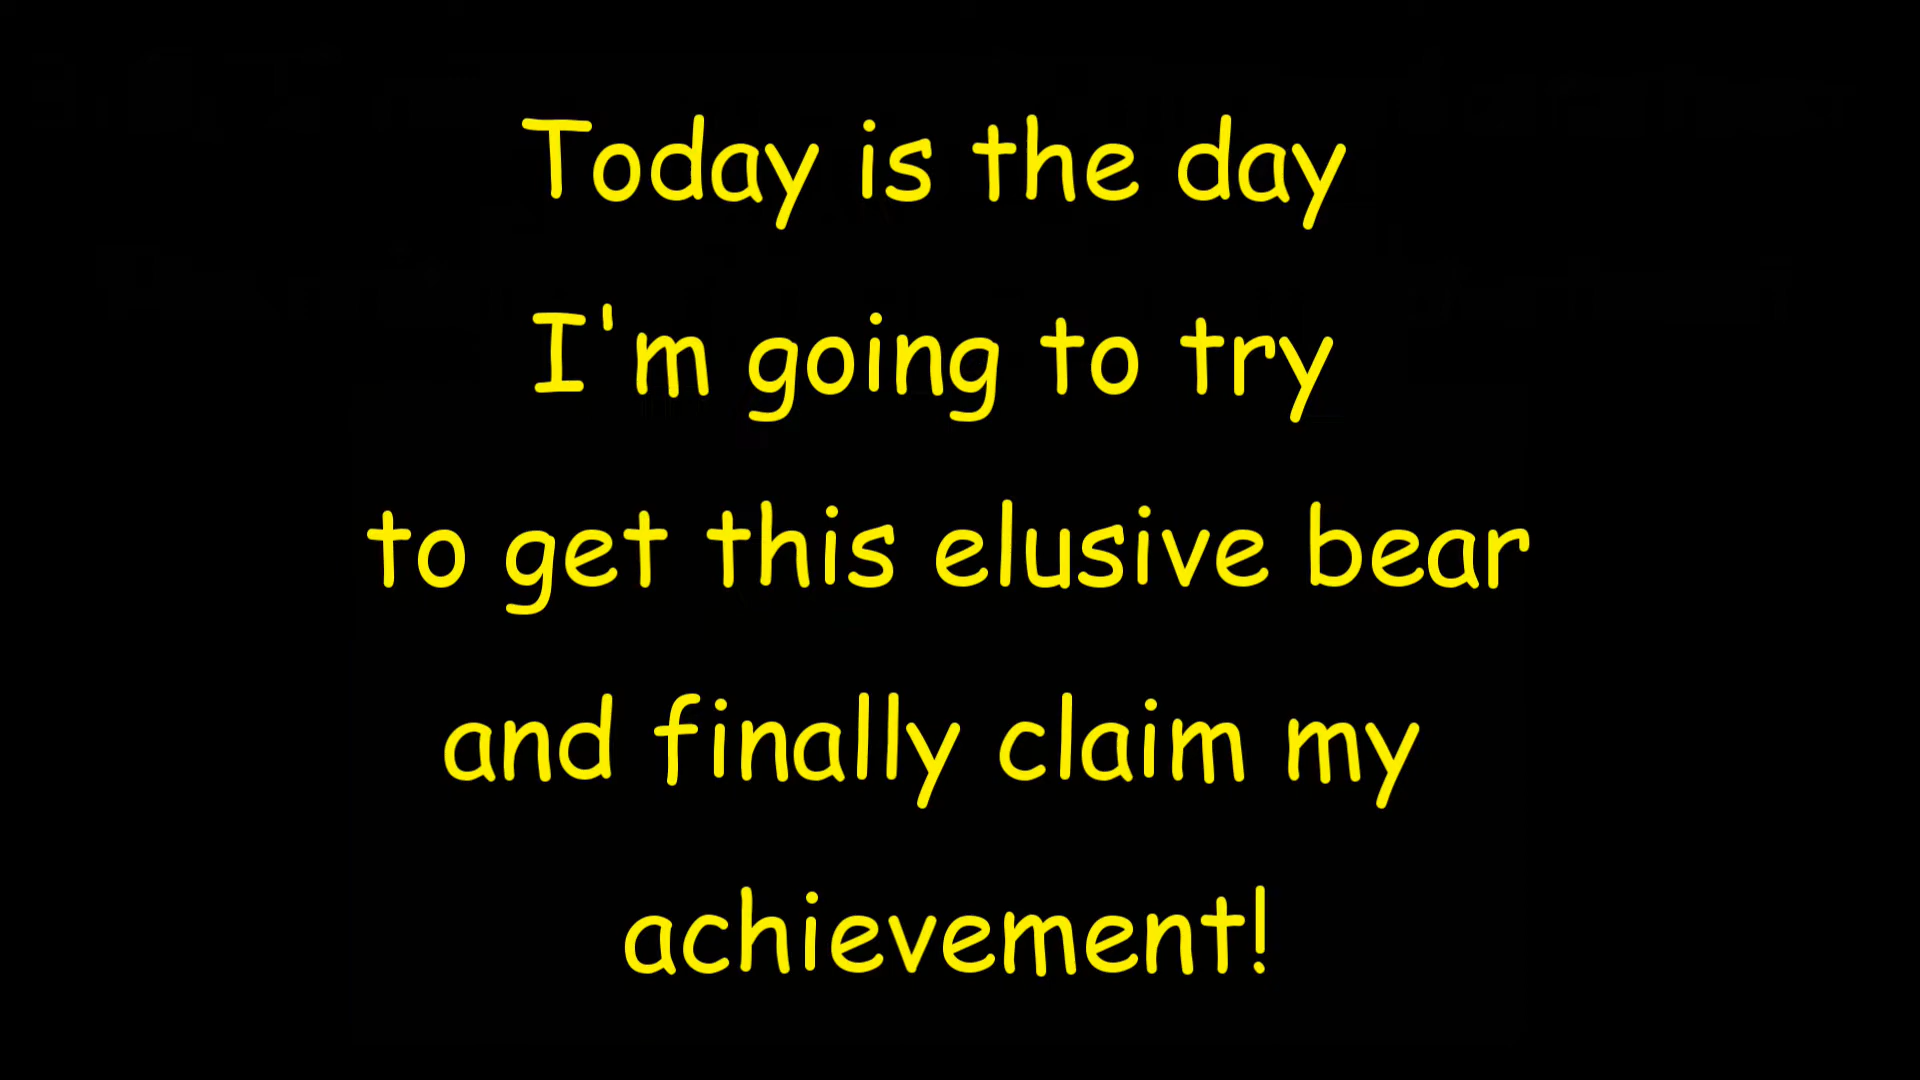 Today is the day
I'm going to try
to get this elusive bear
and finally claim my
achievement!